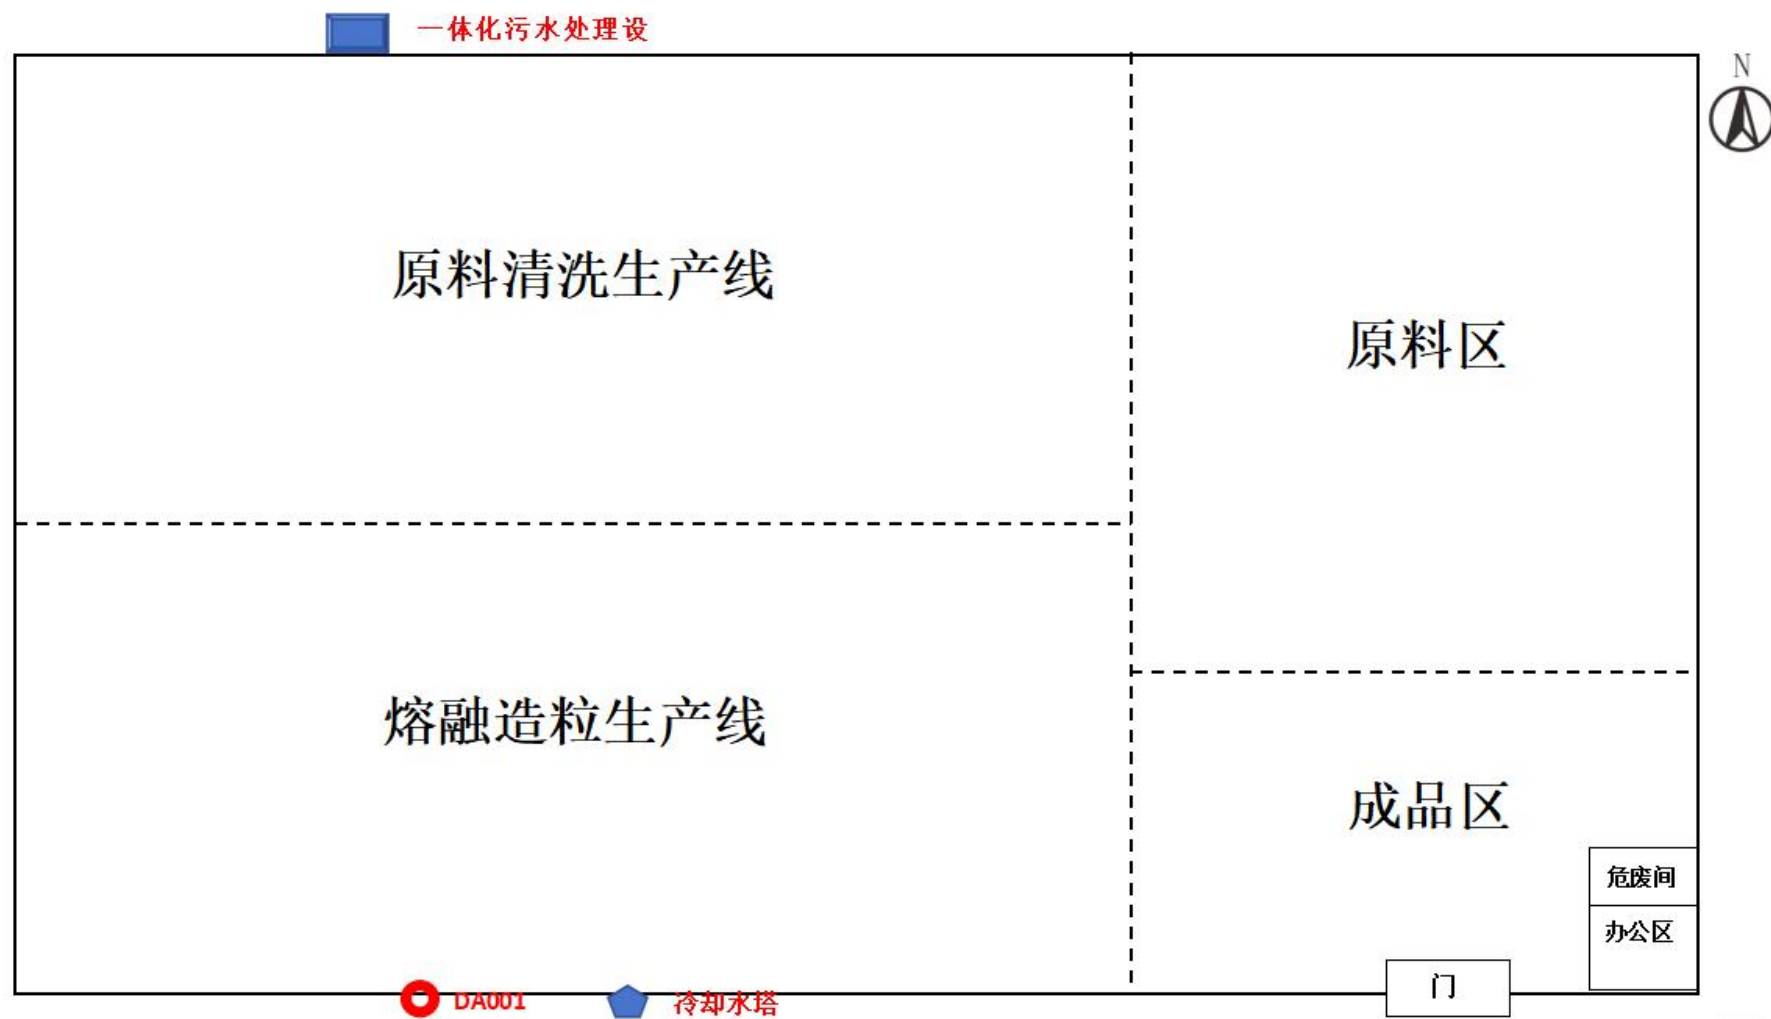 一体化污水处理设
N
原料清洗生产线
原料区
熔融造粒生产线
成品区
危废间
办公区
门
DA001
冷却水塔